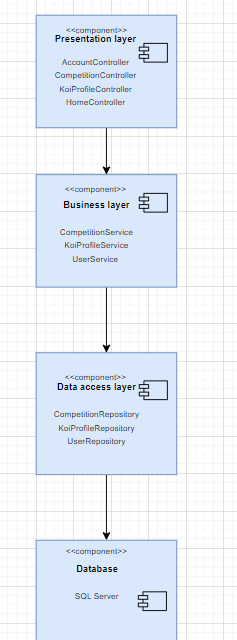 <<component>>
Presentation layer
AccountController
CompetitionController
KoiProfileController
HomeController
<<component>>
Business layer
CompetitionService
KoiProfileService
UserService
<<component>>
Data access layer
CompetitionRepository
KoiProfileRepository
UserRepository
<<component>>
Database
SQL Server